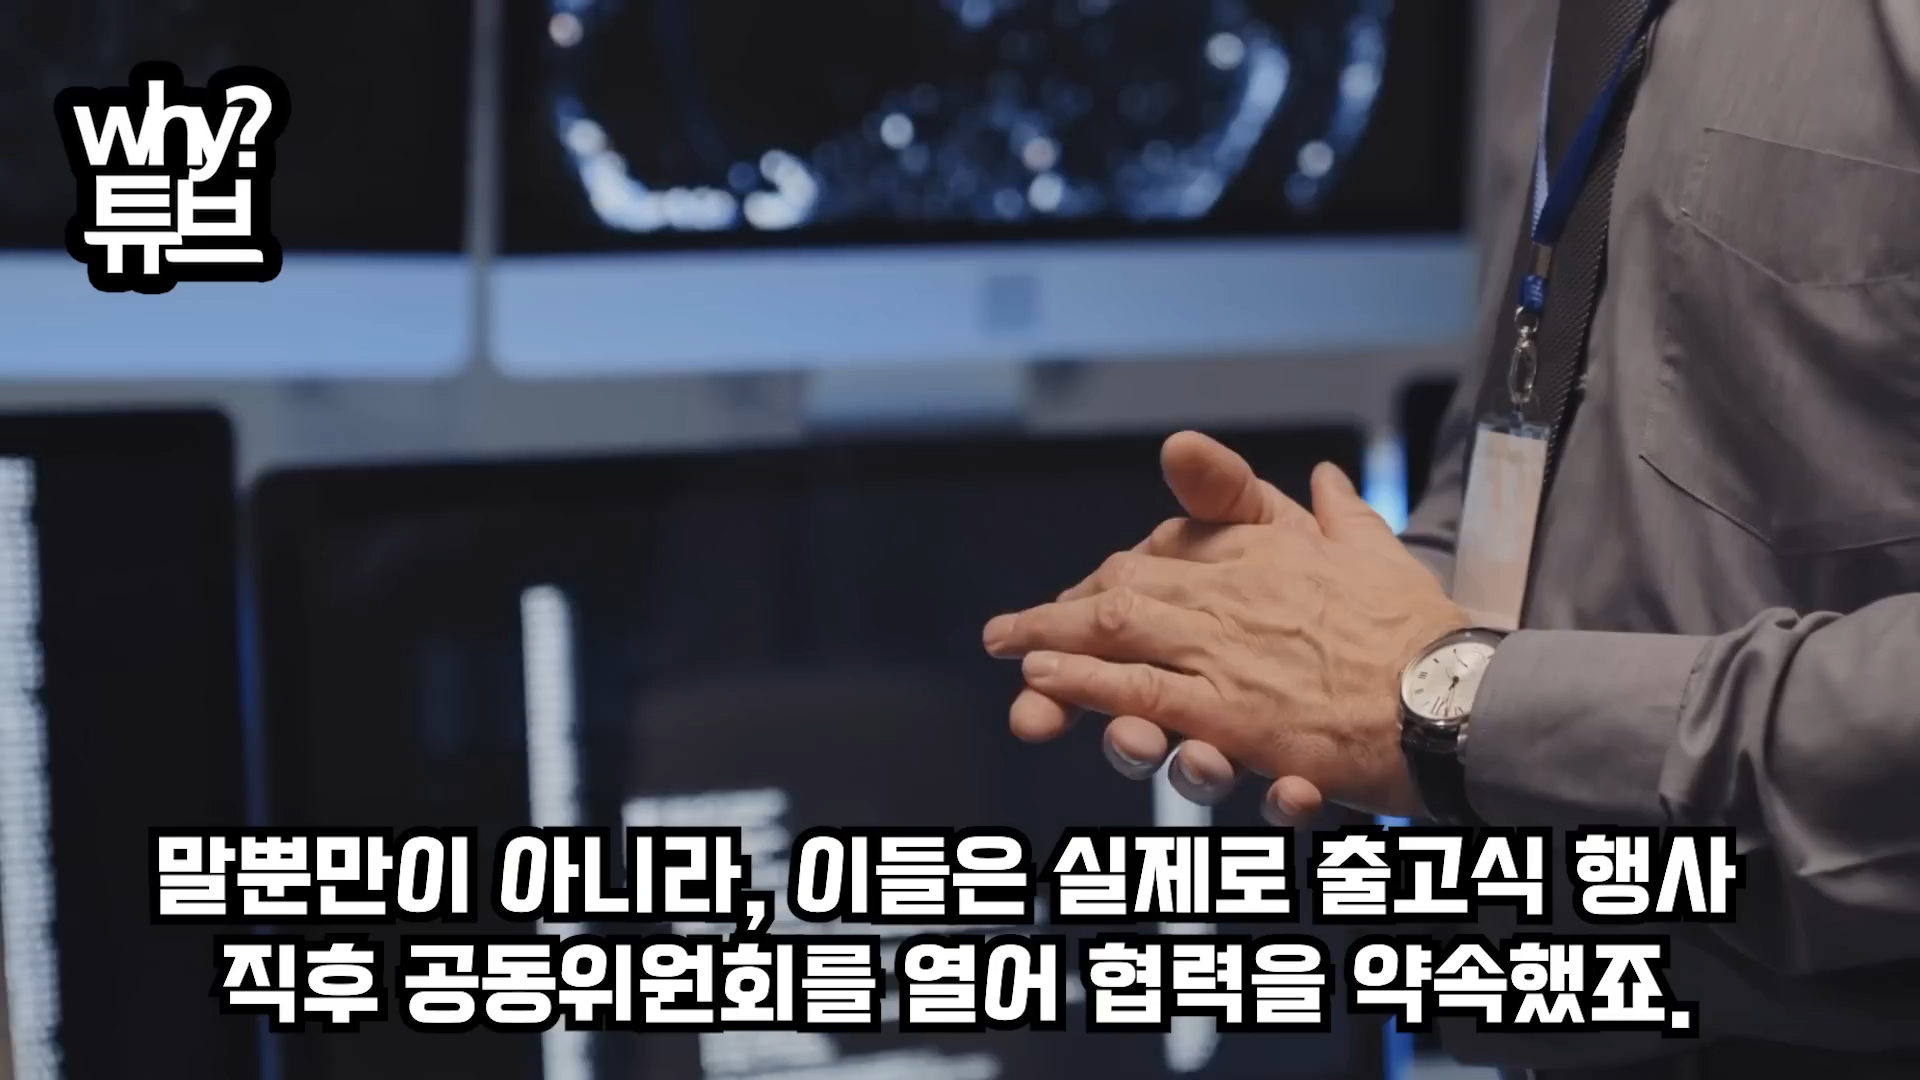 why?
튜브
말뿐만이 아니라, 이들은 실제로 출고식 행사
직후 공동위원회를 열어 협력을 약속했죠.